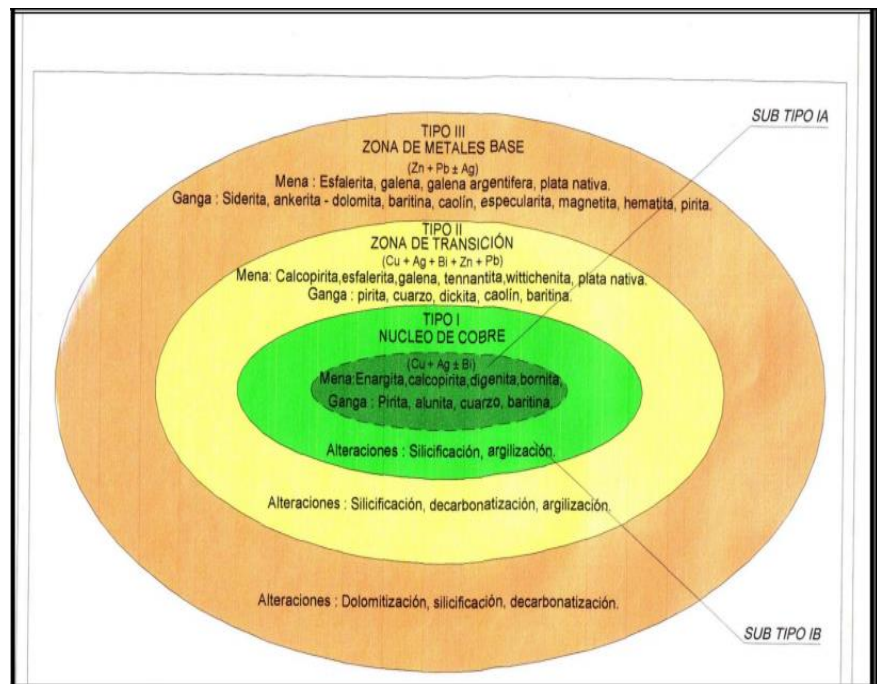 SUB TIPO IA
TIPO III
ZONA DE METALES BASE
(Zn + Pb ± Ag)
Mena : Esfalerita, galena, galena argentifera, plata nativa.
Ganga : Siderita, ankerita - dolomita, baritina, caolín, especularita, magnetita, hematita, pirita.
TIPO II
ZONA DE TRANSICIÓN
(Cu + Ag + Bi + Zn + Pb)
Mena: Calcopirita,esfalerita,galena, tennantita,wittichenita, plata nativa.
Ganga : pirita, cuarzo, dickita, caolín, baritina.
TIPO I
NUCLEO DE COBRE
(Cu + Ag ± Bi)
Mena:Enargita,calcopirita,digenita,bornita,
Ganga : Pirita, alunita, cuarzo, baritina,
Alteraciones : Silicificación, argilización.
Alteraciones : Silicificación, decarbonatización, argilización.
Alteraciones : Dolomitización, silicificación, decarbonatización.
SUB TIPO IB